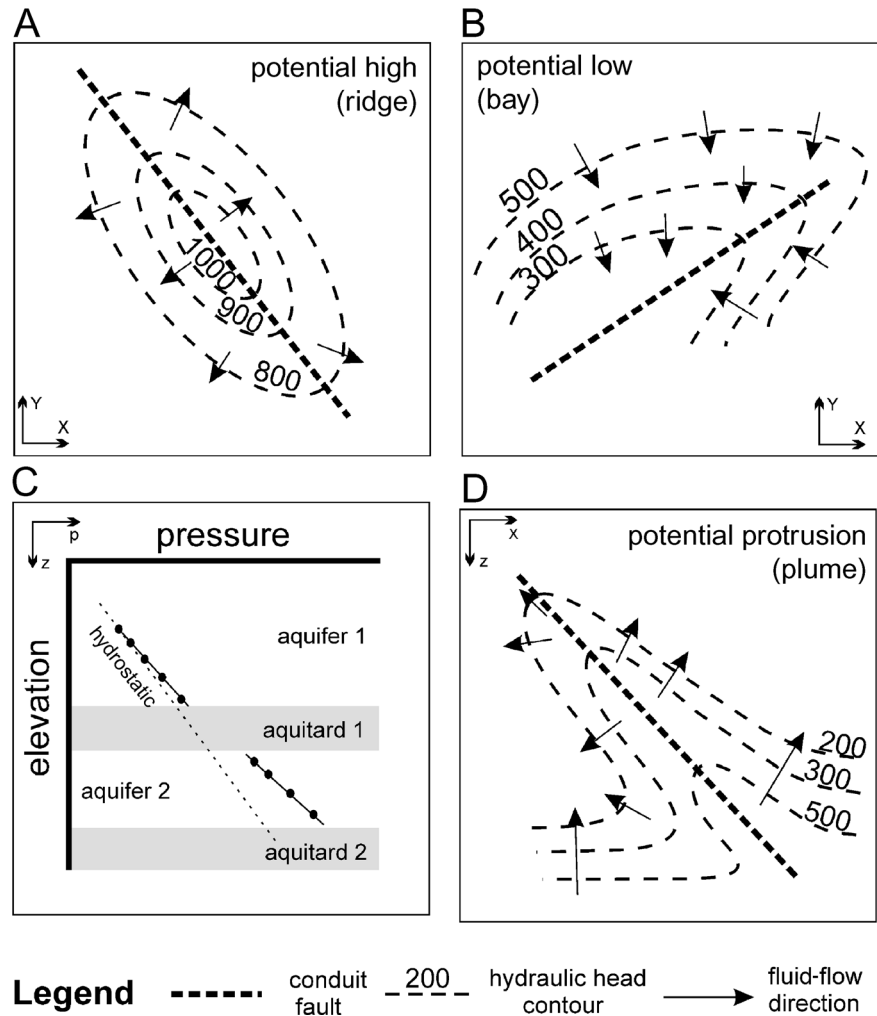 A
potential high
(ridge)
1000
900
800
Y
X
B
potential low
(bay)
500
400
300
Y
X
C
p
z
pressure
elevation
hydrostatic
aquifer 1
aquitard 1
aquifer 2
aquitard 2
D
x
z
potential protrusion
(plume)
200
300
500
Legend
conduit
fault
200
hydraulic head
contour
fluid-flow
direction